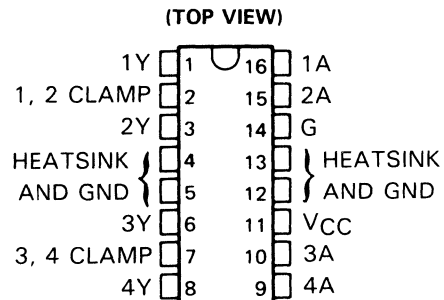 (TOP VIEW)
1Y 1 16 1A
1, 2 CLAMP 2 15 2A
2Y 3 14 G
HEATSINK 4 13 HEATSINK
AND GND 5 12 AND GND
3Y 6 11 VCC
3, 4 CLAMP 7 10 3A
4Y 8 9 4A